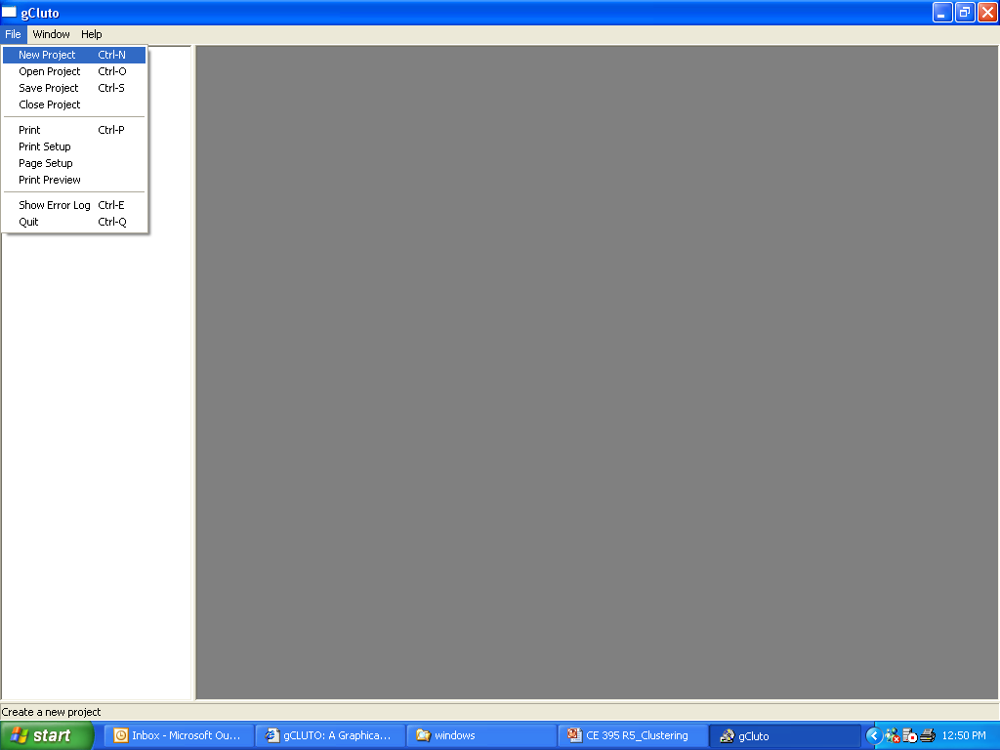 gCluto
File Window Help
New Project Ctrl-N
Open Project Ctrl-O
Save Project Ctrl-S
Close Project
Print Ctrl-P
Print Setup
Page Setup
Print Preview
Show Error Log Ctrl-E
Quit Ctrl-Q
Create a new project
start Inbox - Microsoft Ou... gCLUTO: A Graphica... windows CE 395 R5_Clustering gCluto 12:50 PM